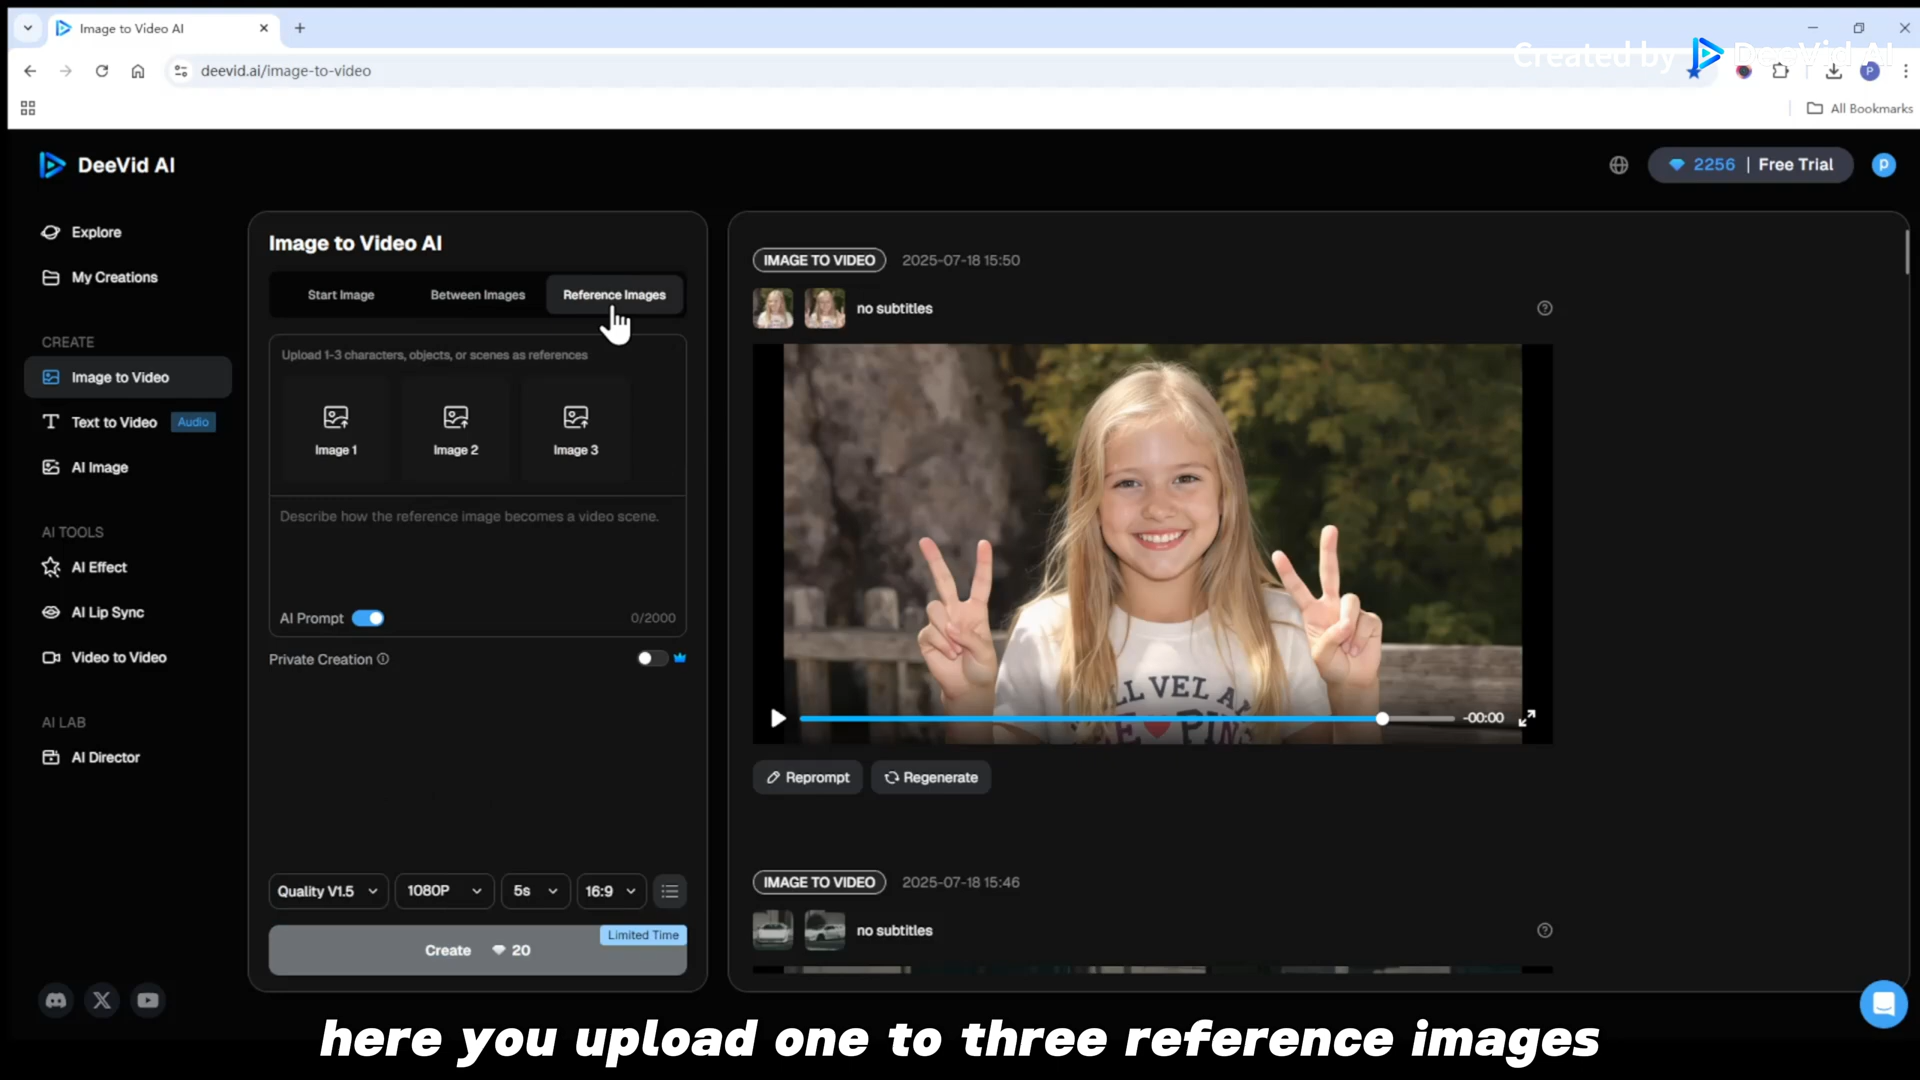 Image to Video AI
deevid.ai/image-to-video
Created by DeeVid AI
P
All Bookmarks
DeeVid AI
2256 | Free Trial
p
Explore
My Creations
CREATE
Image to Video
Text to Video Audio
AI Image
AI TOOLS
AI Effect
AI Lip Sync
Video to Video
AI LAB
AI Director
Image to Video AI
Start Image Between Images Reference Images
Upload 1-3 characters, objects, or scenes as references
Image 1 Image 2 Image 3
Describe how the reference image becomes a video scene.
AI Prompt 0/2000
Private Creation
Quality V1.5 1080P 5s 16:9
Limited Time
Create 20
IMAGE TO VIDEO 2025-07-18 15:50
no subtitles
LL VEL A
-00:00
Reprompt Regenerate
IMAGE TO VIDEO 2025-07-18 15:46
no subtitles
here you upload one to three reference images